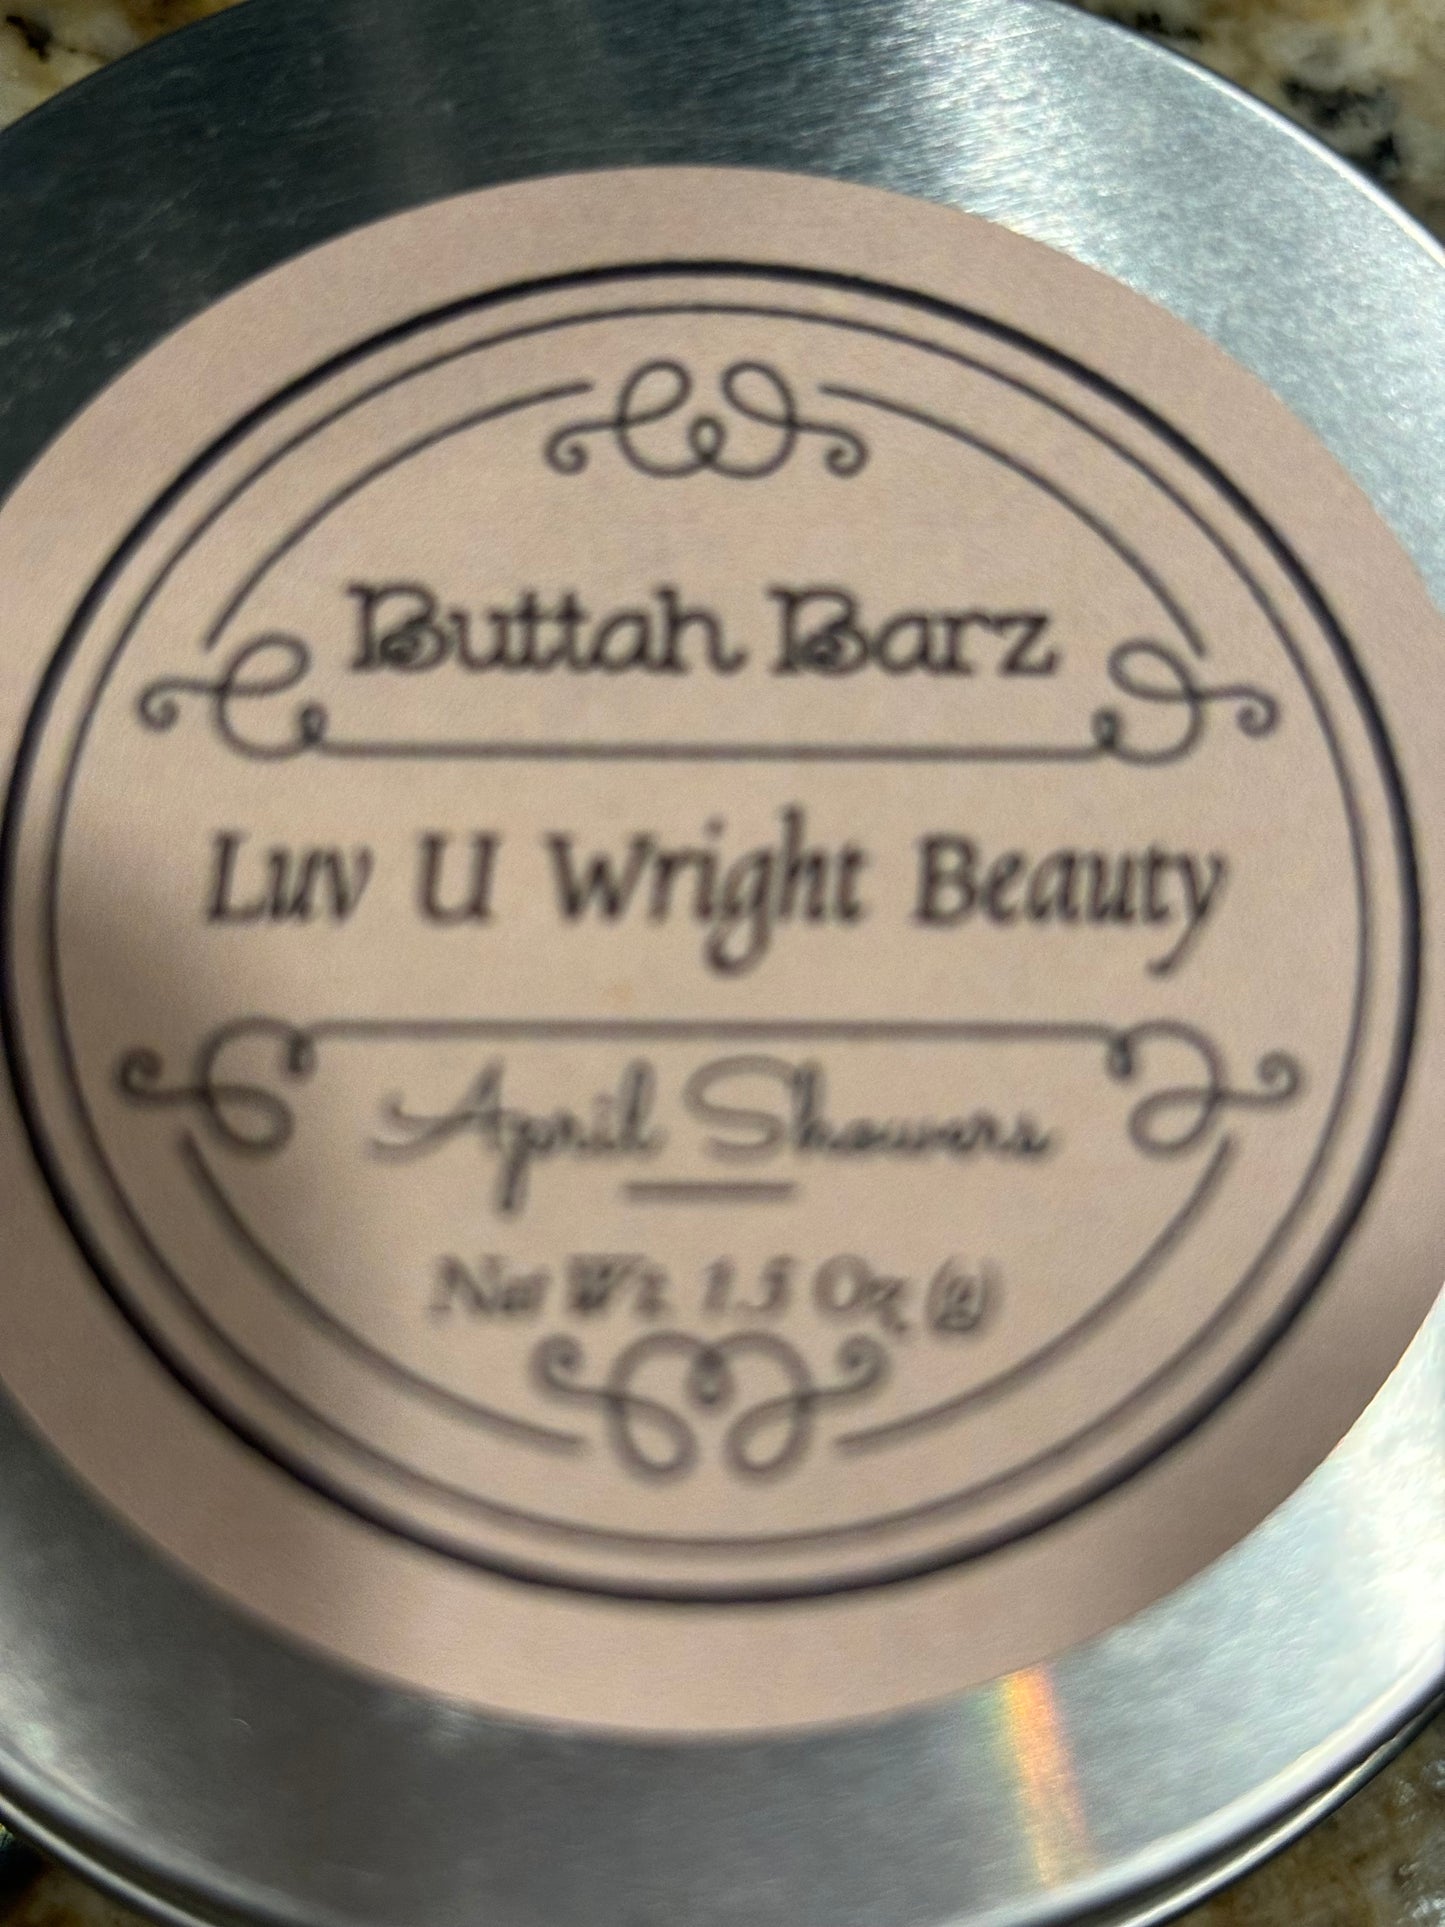 Buttah Barz
Luv U Wright Beauty
April Showers
Net Wt. 1.5 Oz (g)